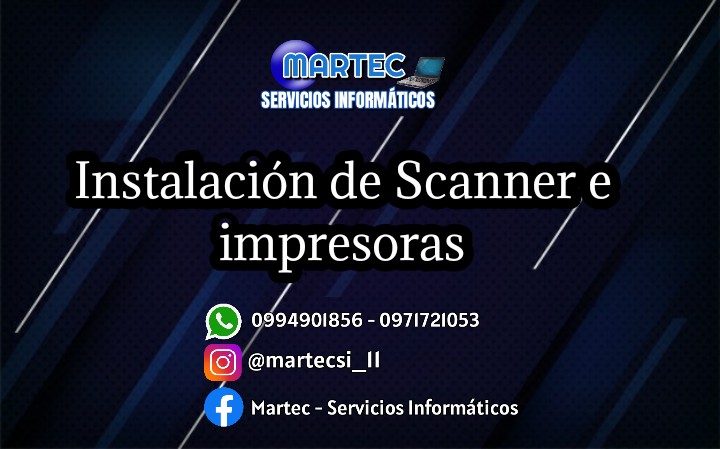 MARTEC
SERVICIOS INFORMÁTICOS
Instalación de Scanner e
impresoras
0994901856 - 0971721053
@martecsi_11
Martec - Servicios Informáticos